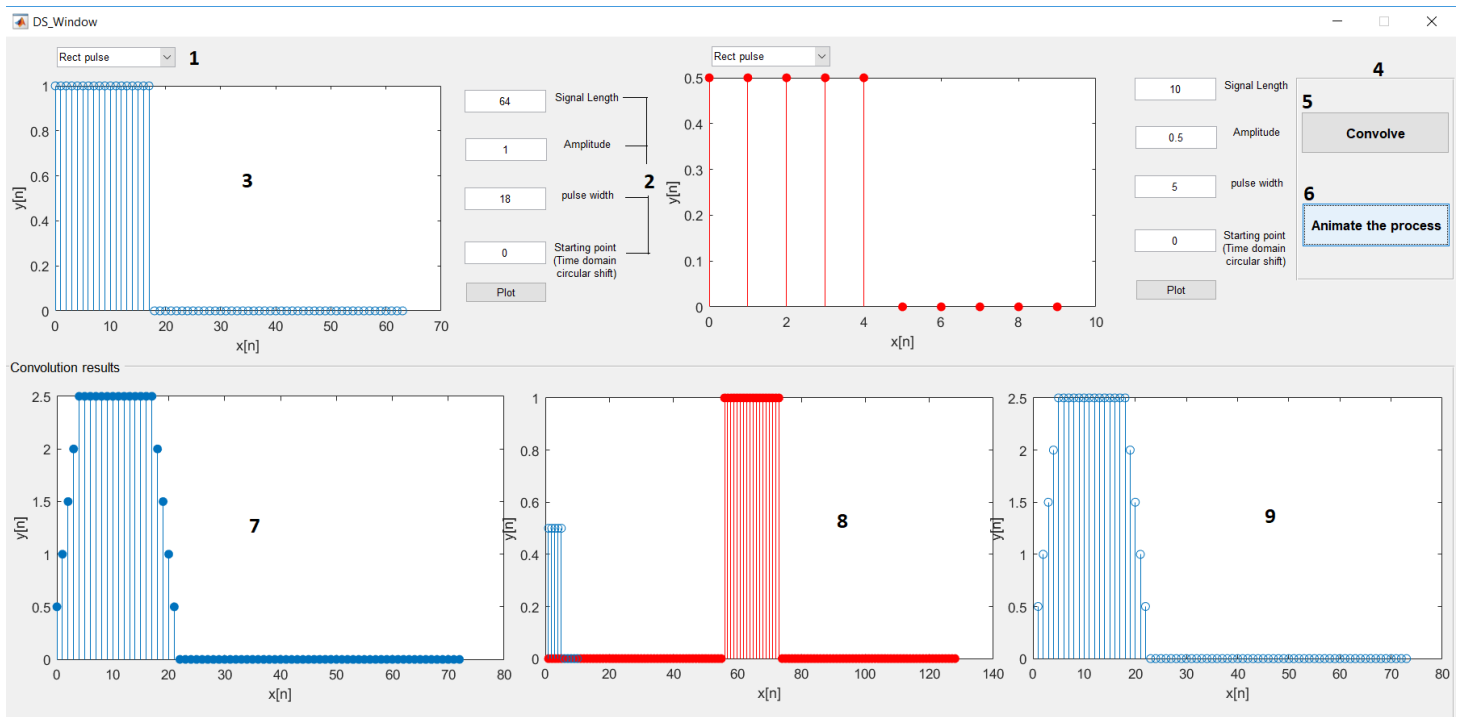 DS_Window
Rect pulse
1
1
0.8
0.6
0.4
0.2
0
y[n]
0 10 20 30 40 50 60 70
x[n]
3
64
Signal Length
1
Amplitude
2
18
pulse width
0
Starting point
(Time domain
circular shift)
Plot
Rect pulse
0.5
0.4
0.3
0.2
0.1
0
y[n]
0 2 4 6 8 10
x[n]
10
Signal Length
0.5
Amplitude
5
pulse width
0
Starting point
(Time domain
circular shift)
Plot
4
5
Convolve
6
Animate the process
Convolution results
2.5
2
1.5
1
0.5
0
y[n]
0 10 20 30 40 50 60 70 80
x[n]
7
1
0.8
0.6
0.4
0.2
0
y[n]
0 20 40 60 80 100 120 140
x[n]
8
2.5
2
1.5
1
0.5
0
y[n]
0 10 20 30 40 50 60 70 80
x[n]
9